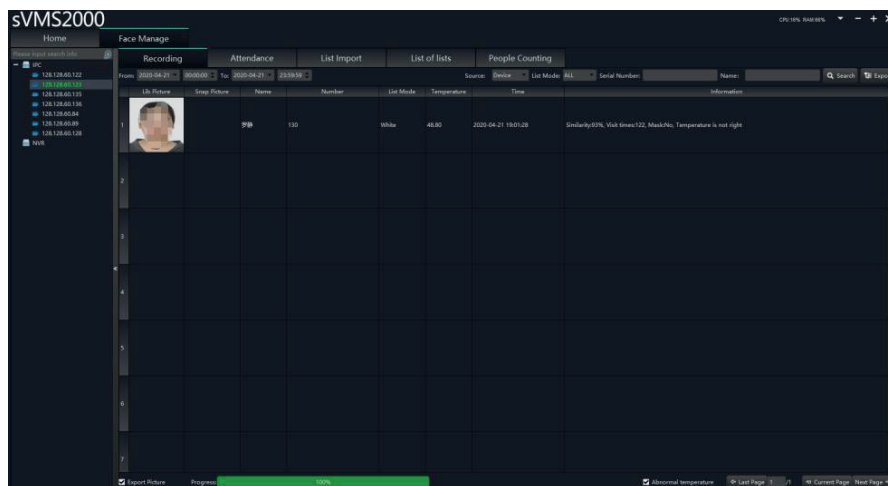 sVMS2000
CPU:16% RAM:66%
Home Face Manage
Please input search info
IPC
128.128.60.122
128.128.60.123
128.128.60.135
128.128.60.136
128.128.60.84
128.128.60.89
128.128.60.128
NVR
Recording Attendance List Import List of lists People Counting
From: 2020-04-21 00:00:00 To: 2020-04-21 23:59:59 Source: Device List Mode: ALL Serial Number: Name: Search Expo
Lib Picture Snap Picture Name Number List Mode Temperature Time Information
1 罗静 130 White 48.80 2020-04-21 19:01:28 Similarity:83%, Visit times:122, Mask:No, Temperature is not right
2
3
4
5
6
7
Export Picture Progress: 100% Abnormal temperature Last Page 1 /1 Current Page Next Page